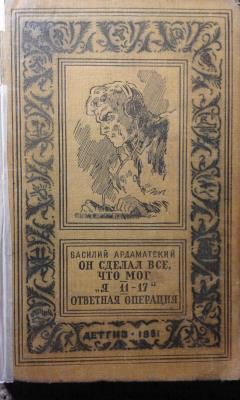 ВАСИЛИЙ АРДАМАТСКИЙ
ОН СДЕЛАЛ ВСЕ,
ЧТО МОГ
"Я 11-17"
ОТВЕТНАЯ ОПЕРАЦИЯ
ДЕТГИЗ - 1961